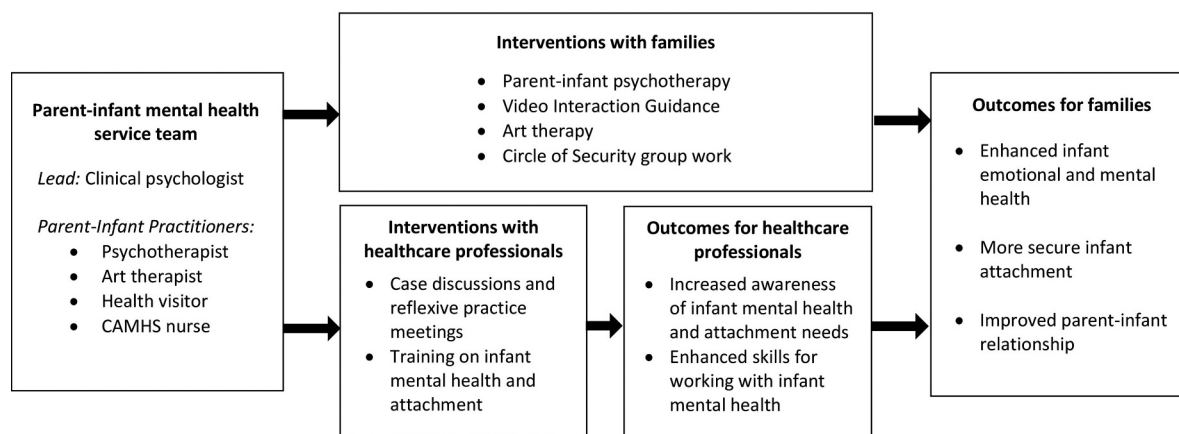 Parent-infant mental health
service team
Lead: Clinical psychologist
Parent-Infant Practitioners:
• Psychotherapist
• Art therapist
• Health visitor
• CAMHS nurse
Interventions with families
• Parent-infant psychotherapy
• Video Interaction Guidance
• Art therapy
• Circle of Security group work
Interventions with
healthcare professionals
• Case discussions and
reflexive practice
meetings
• Training on infant
mental health and
attachment
Outcomes for healthcare
professionals
• Increased awareness
of infant mental health
and attachment needs
• Enhanced skills for
working with infant
mental health
Outcomes for families
• Enhanced infant
emotional and mental
health
• More secure infant
attachment
• Improved parent-infant
relationship